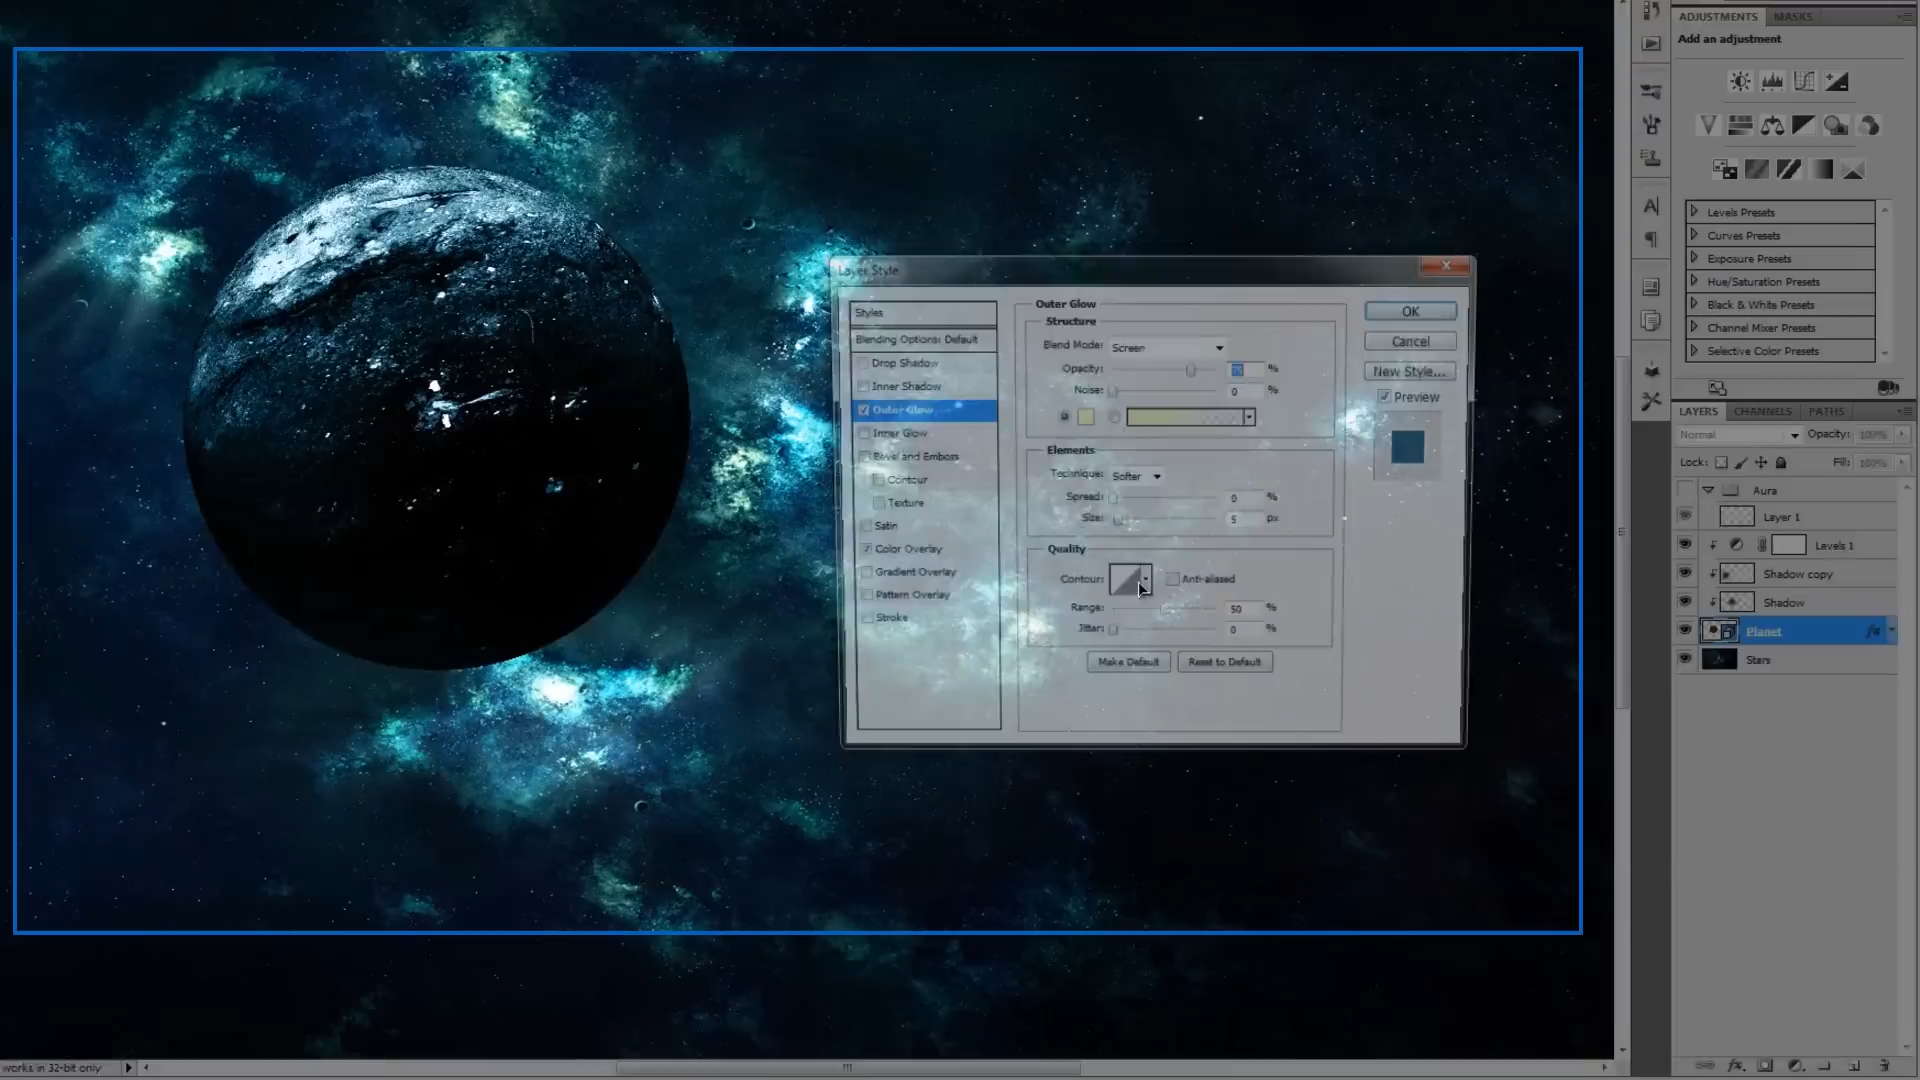 ADJUSTMENTS MASKS
Add an adjustment
Levels Presets
Curves Presets
Exposure Presets
Hue/Saturation Presets
Black & White Presets
Channel Mixer Presets
Selective Color Presets
LAYERS CHANNELS PATHS
Normal Opacity: 100%
Lock: Fill: 100%
Aura
Layer 1
Levels 1
Shadow copy
Shadow
Planet fx
Stars
Layer Style
Styles
Blending Options: Default
Drop Shadow
Inner Shadow
Outer Glow
Inner Glow
Bevel and Emboss
Contour
Texture
Satin
Color Overlay
Gradient Overlay
Pattern Overlay
Stroke
Outer Glow
Structure
Blend Mode: Screen
Opacity: 75 %
Noise: 0 %
Elements
Technique: Softer
Spread: 0 %
Size: 5 px
Quality
Contour: Anti-aliased
Range: 50 %
Jitter: 0 %
Make Default Reset to Default
OK
Cancel
New Style...
Preview
works in 32-bit only